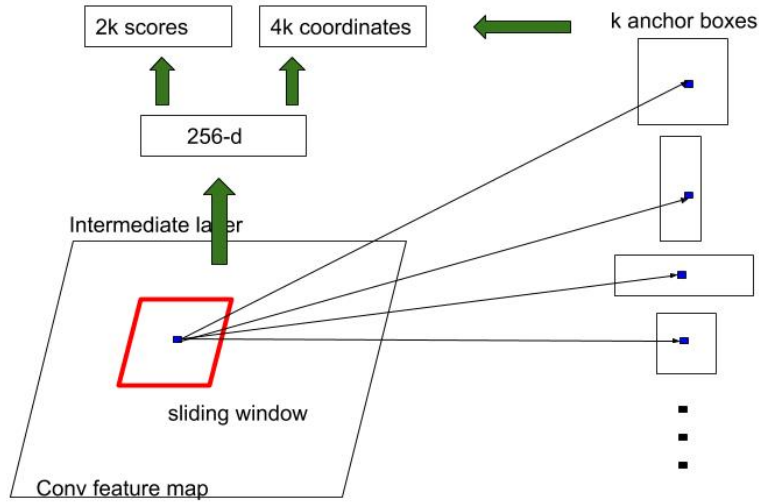 2k scores
4k coordinates
k anchor boxes
256-d
Intermediate layer
sliding window
Conv feature map